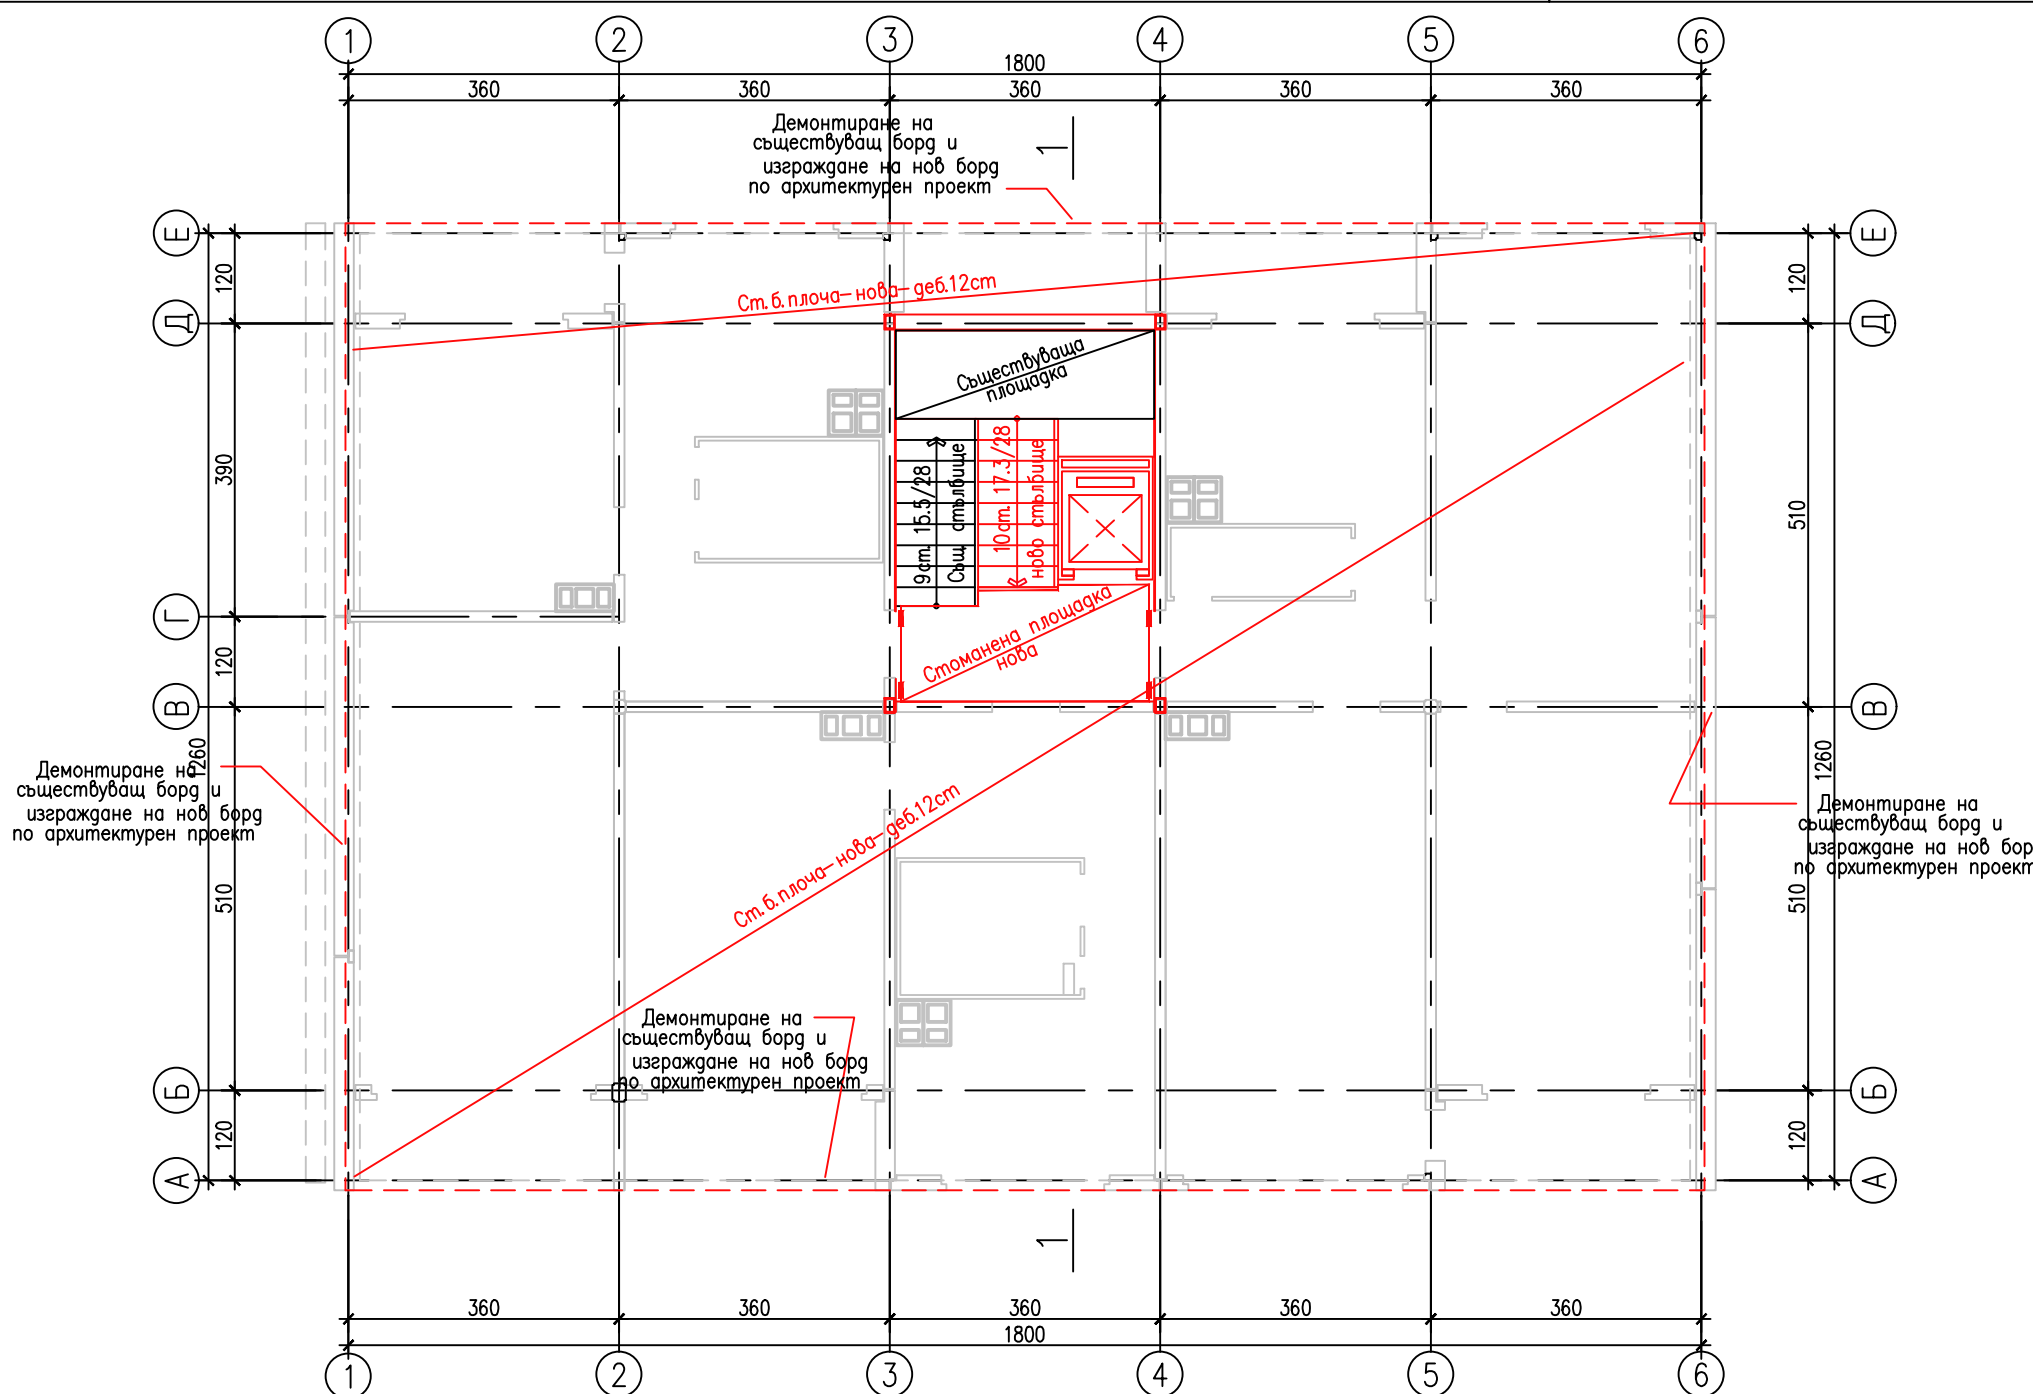 1 2 3 4 5 6
1800
360 360 360 360 360
Демонтиране на
съществуващ борд и
изграждане на нов борд
по архитектурен проект
1
Е Е
120 120
Ст.б.плоча-нова-деб.12cm
Д Д
Съществуваща
площадка
390
9ст. 15.5/28
Същ стълбище
10ст. 17.3/28
ново стълбище
510
Г
Стоманена площадка
нова
120
В В
1260 1260
Демонтиране на
съществуващ борд и
изграждане на нов борд
по архитектурен проект
Демонтиране на
съществуващ борд и
изграждане на нов бор
по архитектурен проект
Ст.б.плоча-нова-деб.12cm
510 510
Демонтиране на
съществуващ борд и
изграждане на нов борд
по архитектурен проект
Б Б
120 120
А А
1
360 360 360 360 360
1800
1 2 3 4 5 6